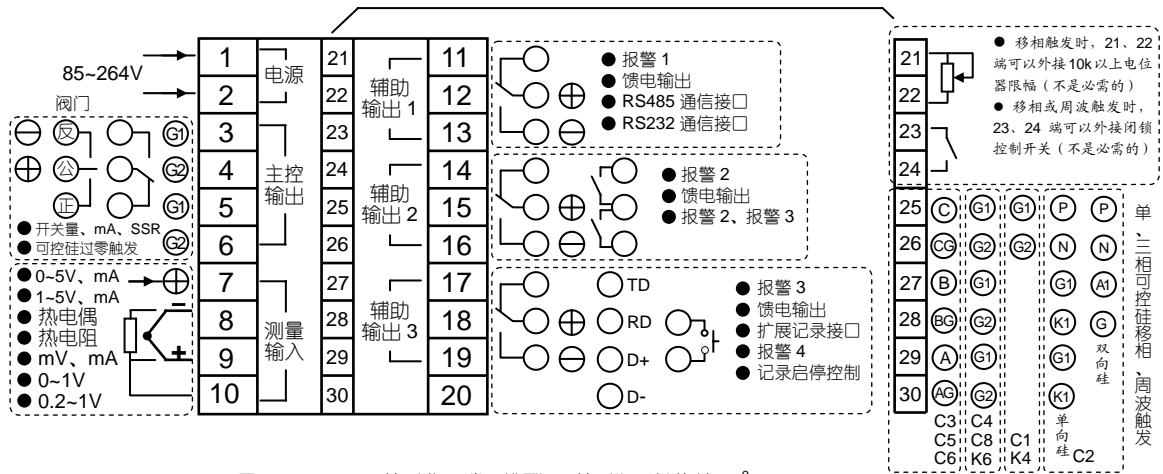 85~264V
阀门
反
G1
公
G2
正
G1
G2
● 开关量、mA、SSR
● 可控硅过零触发
● 0~5V、mA
● 1~5V、mA
● 热电偶
● 热电阻
● mV、mA
● 0~1V
● 0.2~1V
1
2
3
4
5
6
7
8
9
10
电源
主控
输出
测量
输入
21
22
23
24
25
26
27
28
29
30
辅助
输出 1
辅助
输出 2
辅助
输出 3
11
12
13
14
15
16
17
18
19
20
● 报警 1
● 馈电输出
● RS485 通信接口
● RS232 通信接口
● 报警 2
● 馈电输出
● 报警 2、报警 3
TD
RD
D+
D-
● 报警 3
● 馈电输出
● 扩展记录接口
● 报警 4
● 记录启停控制
21
22
23
24
25
26
27
28
29
30
● 移相触发时，21、22
端可以外接10k以上电位
器限幅（不是必需的）
● 移相或周波触发时，
23、24 端可以外接闭锁
控制开关（不是必需的）
C G1 G1 P P
CG G2 G2 N N
B G1 G1 A1
BG G2 K1 G
A G1 G1
AG G2 K1
双向硅
单向硅
C3 C4
C5 C8 C1
C6 K6 K4 C2
单、三相可控硅移相、周波触发